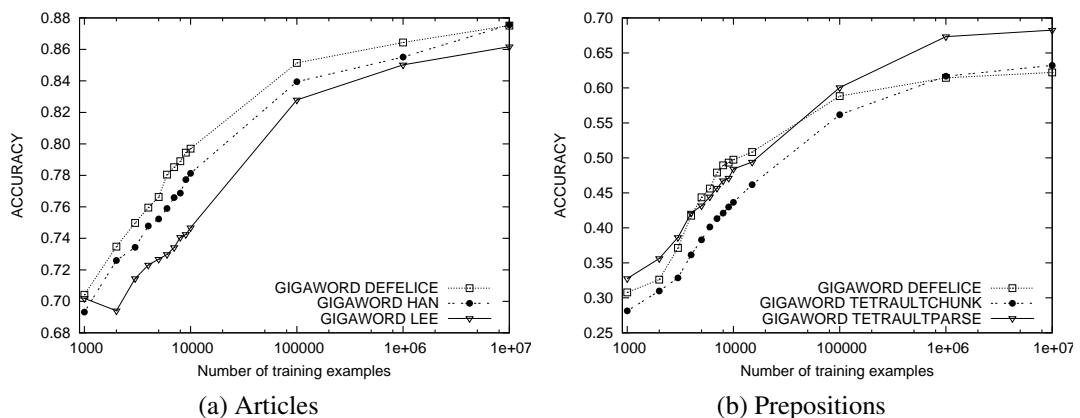 0.88
0.86
0.84
0.82
0.80
0.78
0.76
0.74
0.72
0.70
0.68
ACCURACY
GIGAWORD DEFELICE
GIGAWORD HAN
GIGAWORD LEE
1000 10000 100000 1e+06 1e+07
Number of training examples
(a) Articles
0.70
0.65
0.60
0.55
0.50
0.45
0.40
0.35
0.30
0.25
ACCURACY
GIGAWORD DEFELICE
GIGAWORD TETRAULTCHUNK
GIGAWORD TETRAULTPARSE
1000 10000 100000 1e+06 1e+07
Number of training examples
(b) Prepositions